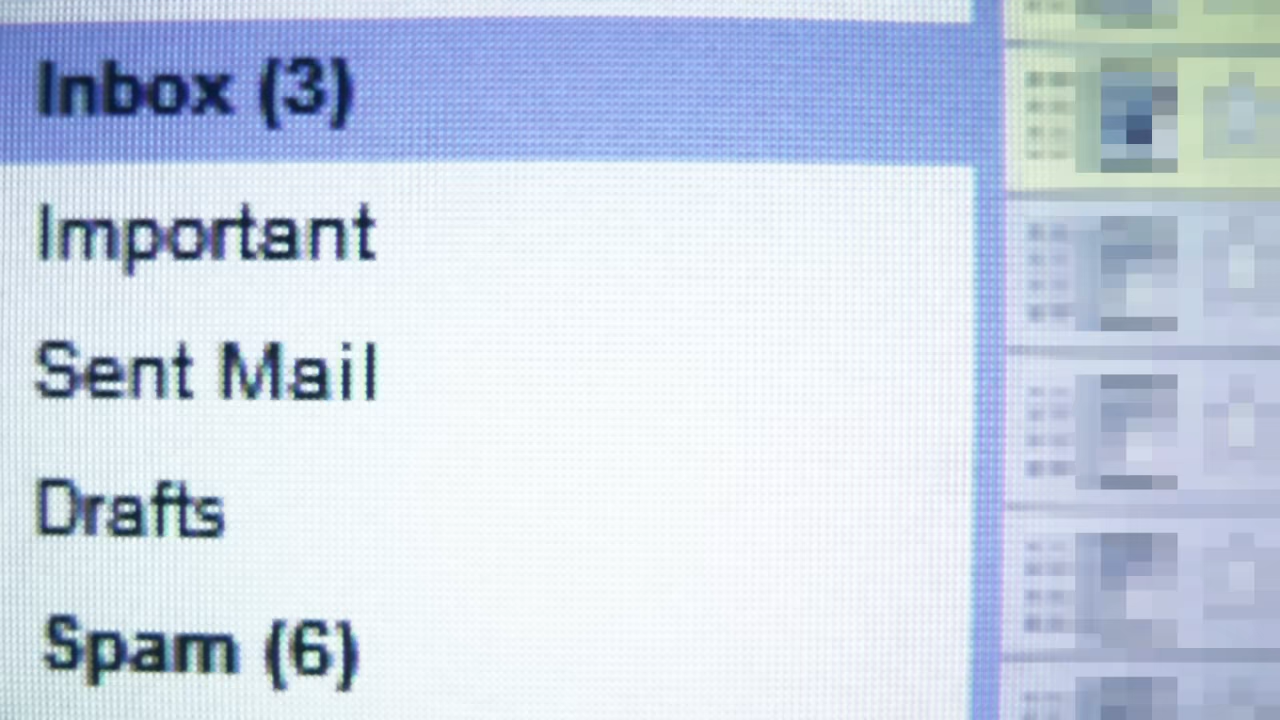 Inbox (3)
Important
Sent Mail
Drafts
Spam (6)